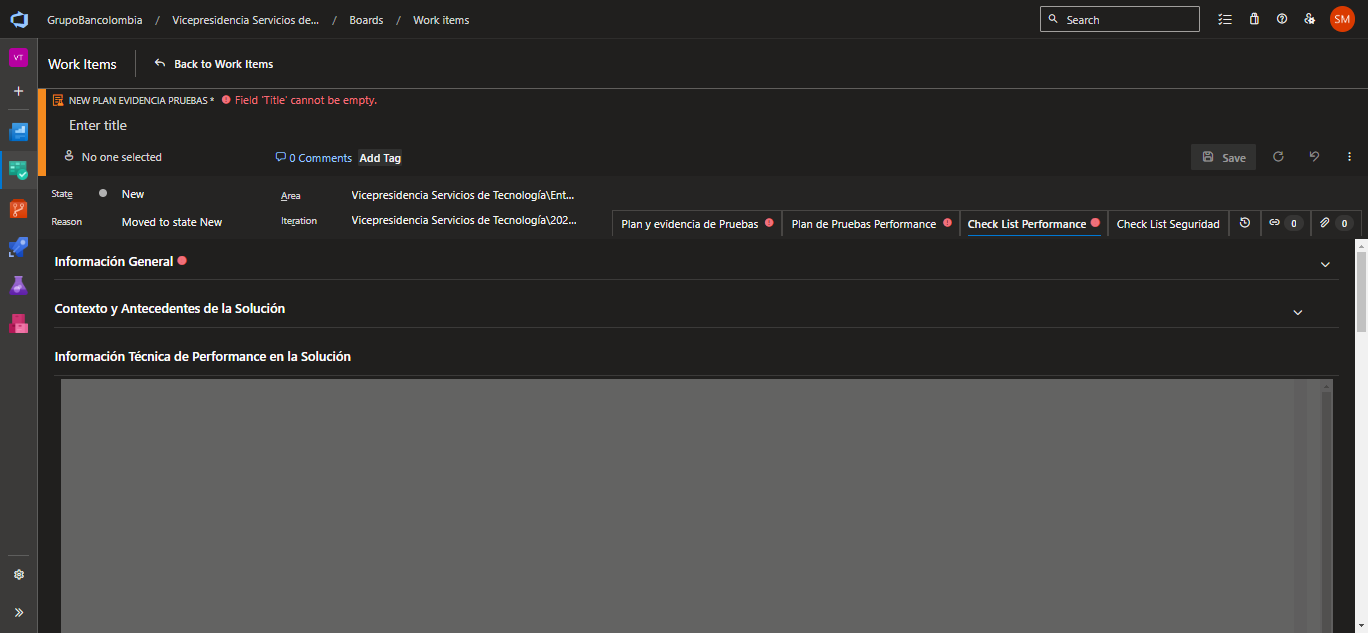 GrupoBancolombia / Vicepresidencia Servicios de... / Boards / Work items
Search
SM
VT
Work Items
Back to Work Items
NEW PLAN EVIDENCIA PRUEBAS * Field 'Title' cannot be empty.
Enter title
No one selected
0 Comments
Add Tag
Save
State New
Area Vicepresidencia Servicios de Tecnología\Ent...
Reason Moved to state New
Iteration Vicepresidencia Servicios de Tecnología\202...
Plan y evidencia de Pruebas
Plan de Pruebas Performance
Check List Performance
Check List Seguridad
0
0
Información General
Contexto y Antecedentes de la Solución
Información Técnica de Performance en la Solución